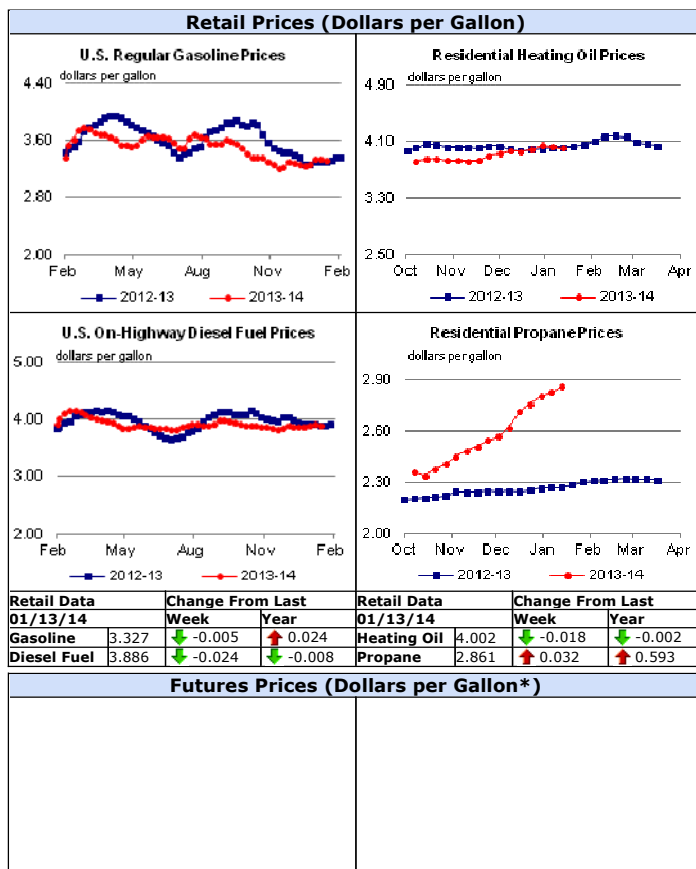 Retail Prices (Dollars per Gallon)
U.S. Regular Gasoline Prices
dollars per gallon
4.40
3.60
2.80
2.00
Feb May Aug Nov Feb
2012-13 2013-14
Residential Heating Oil Prices
dollars per gallon
4.90
4.10
3.30
2.50
Oct Nov Dec Jan Feb Mar Apr
2012-13 2013-14
U.S. On-Highway Diesel Fuel Prices
dollars per gallon
5.00
4.00
3.00
2.00
Feb May Aug Nov Feb
2012-13 2013-14
Residential Propane Prices
dollars per gallon
2.90
2.60
2.30
2.00
Oct Nov Dec Jan Feb Mar Apr
2012-13 2013-14
Retail Data Change From Last
01/13/14 Week Year
Gasoline 3.327 -0.005 0.024
Diesel Fuel 3.886 -0.024 -0.008
Retail Data Change From Last
01/13/14 Week Year
Heating Oil 4.002 -0.018 -0.002
Propane 2.861 0.032 0.593
Futures Prices (Dollars per Gallon*)